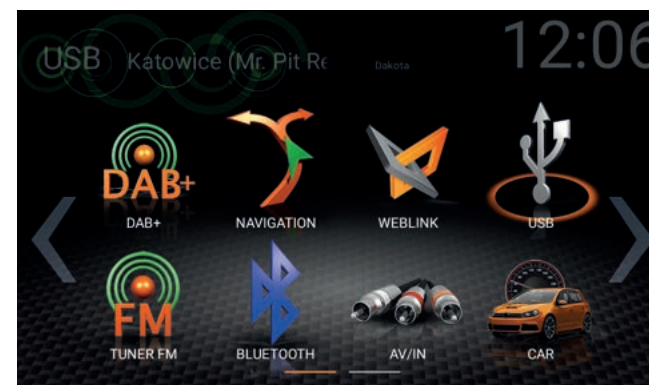 USB Katowice (Mr. Pit Re Dakota 12:06
DAB+
FM
DAB+ NAVIGATION WEBLINK USB
TUNER FM BLUETOOTH AV/IN CAR